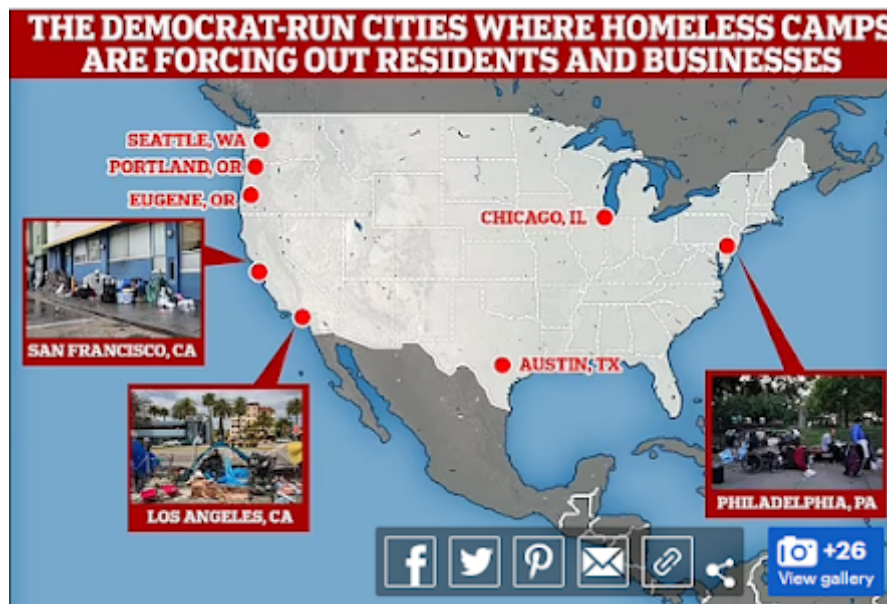 THE DEMOCRAT-RUN CITIES WHERE HOMELESS CAMPS
ARE FORCING OUT RESIDENTS AND BUSINESSES
SEATTLE, WA
PORTLAND, OR
EUGENE, OR
CHICAGO, IL
SAN FRANCISCO, CA
AUSTIN, TX
LOS ANGELES, CA
PHILADELPHIA, PA
+26
View gallery